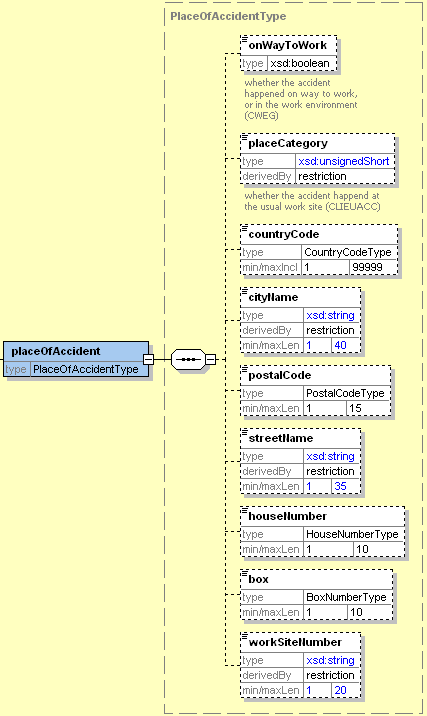 PlaceOfAccidentType
onWayToWork
type xsd:boolean
whether the accident
happened on way to work,
or in the work environment
(CWEG)
placeCategory
type xsd:unsignedShort
derivedBy restriction
whether the accident happend at
the usual work site (CLIEUACC)
countryCode
type CountryCodeType
min/maxIncl 1 99999
cityName
type xsd:string
derivedBy restriction
min/maxLen 1 40
placeOfAccident
type PlaceOfAccidentType
postalCode
type PostalCodeType
min/maxLen 1 15
streetName
type xsd:string
derivedBy restriction
min/maxLen 1 35
houseNumber
type HouseNumberType
min/maxLen 1 10
box
type BoxNumberType
min/maxLen 1 10
workSiteNumber
type xsd:string
derivedBy restriction
min/maxLen 1 20